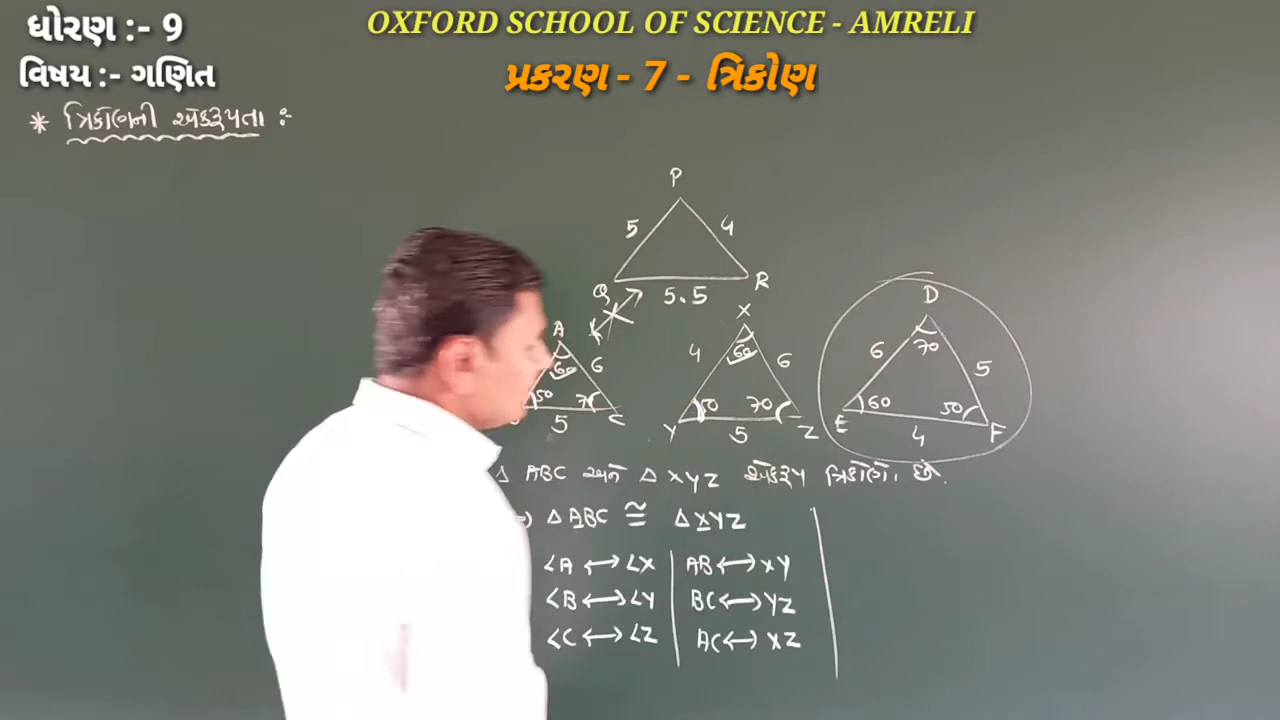 ધોરણ :- 9
OXFORD SCHOOL OF SCIENCE - AMRELI
વિષય :- ગણિત
પ્રકરણ - 7 - ત્રિકોણ
* ત્રિકોણની એકરૂપતા :-
P
5 4
Q R
5.5
A
60 6
50 70
C
5
X
4 60 6
50 70
Y Z
5
D
6 70 5
60 50
E F
4
Δ ABC અને Δ XYZ એકરૂપ ત્રિકોણો છે.
Δ ABC ≅ Δ XYZ
∠A ↔ ∠X
∠B ↔ ∠Y
∠C ↔ ∠Z
AB ↔ XY
BC ↔ YZ
AC ↔ XZ